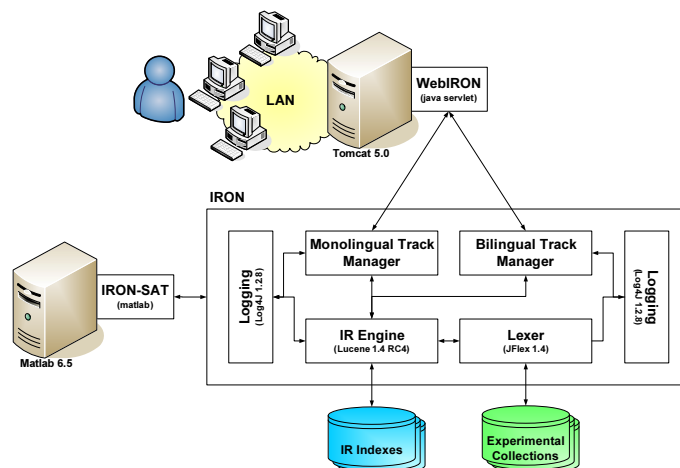 WebIRON
(java servlet)
LAN
Tomcat 5.0
IRON
Monolingual Track
Manager
Bilingual Track
Manager
Logging
(Log4J 1.2.8)
Logging
(Log4J 1.2.8)
IRON-SAT
(matlab)
IR Engine
(Lucene 1.4 RC4)
Lexer
(JFlex 1.4)
Matlab 6.5
IR Indexes
Experimental
Collections